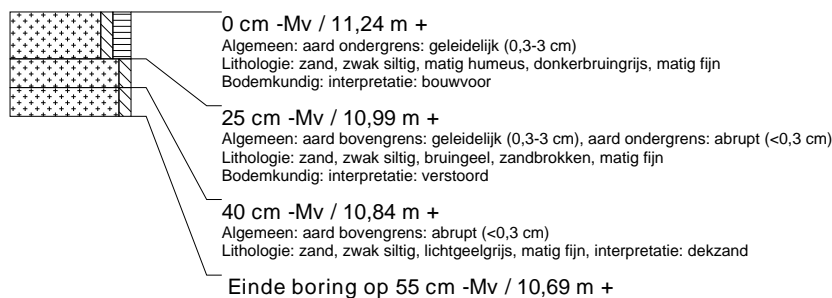 0 cm -Mv / 11,24 m +
Algemeen: aard ondergrens: geleidelijk (0,3-3 cm)
Lithologie: zand, zwak siltig, matig humeus, donkerbruingrijs, matig fijn
Bodemkundig: interpretatie: bouwvoor
25 cm -Mv / 10,99 m +
Algemeen: aard bovengrens: geleidelijk (0,3-3 cm), aard ondergrens: abrupt (<0,3 cm)
Lithologie: zand, zwak siltig, bruingeel, zandbrokken, matig fijn
Bodemkundig: interpretatie: verstoord
40 cm -Mv / 10,84 m +
Algemeen: aard bovengrens: abrupt (<0,3 cm)
Lithologie: zand, zwak siltig, lichtgeelgrijs, matig fijn, interpretatie: dekzand
Einde boring op 55 cm -Mv / 10,69 m +